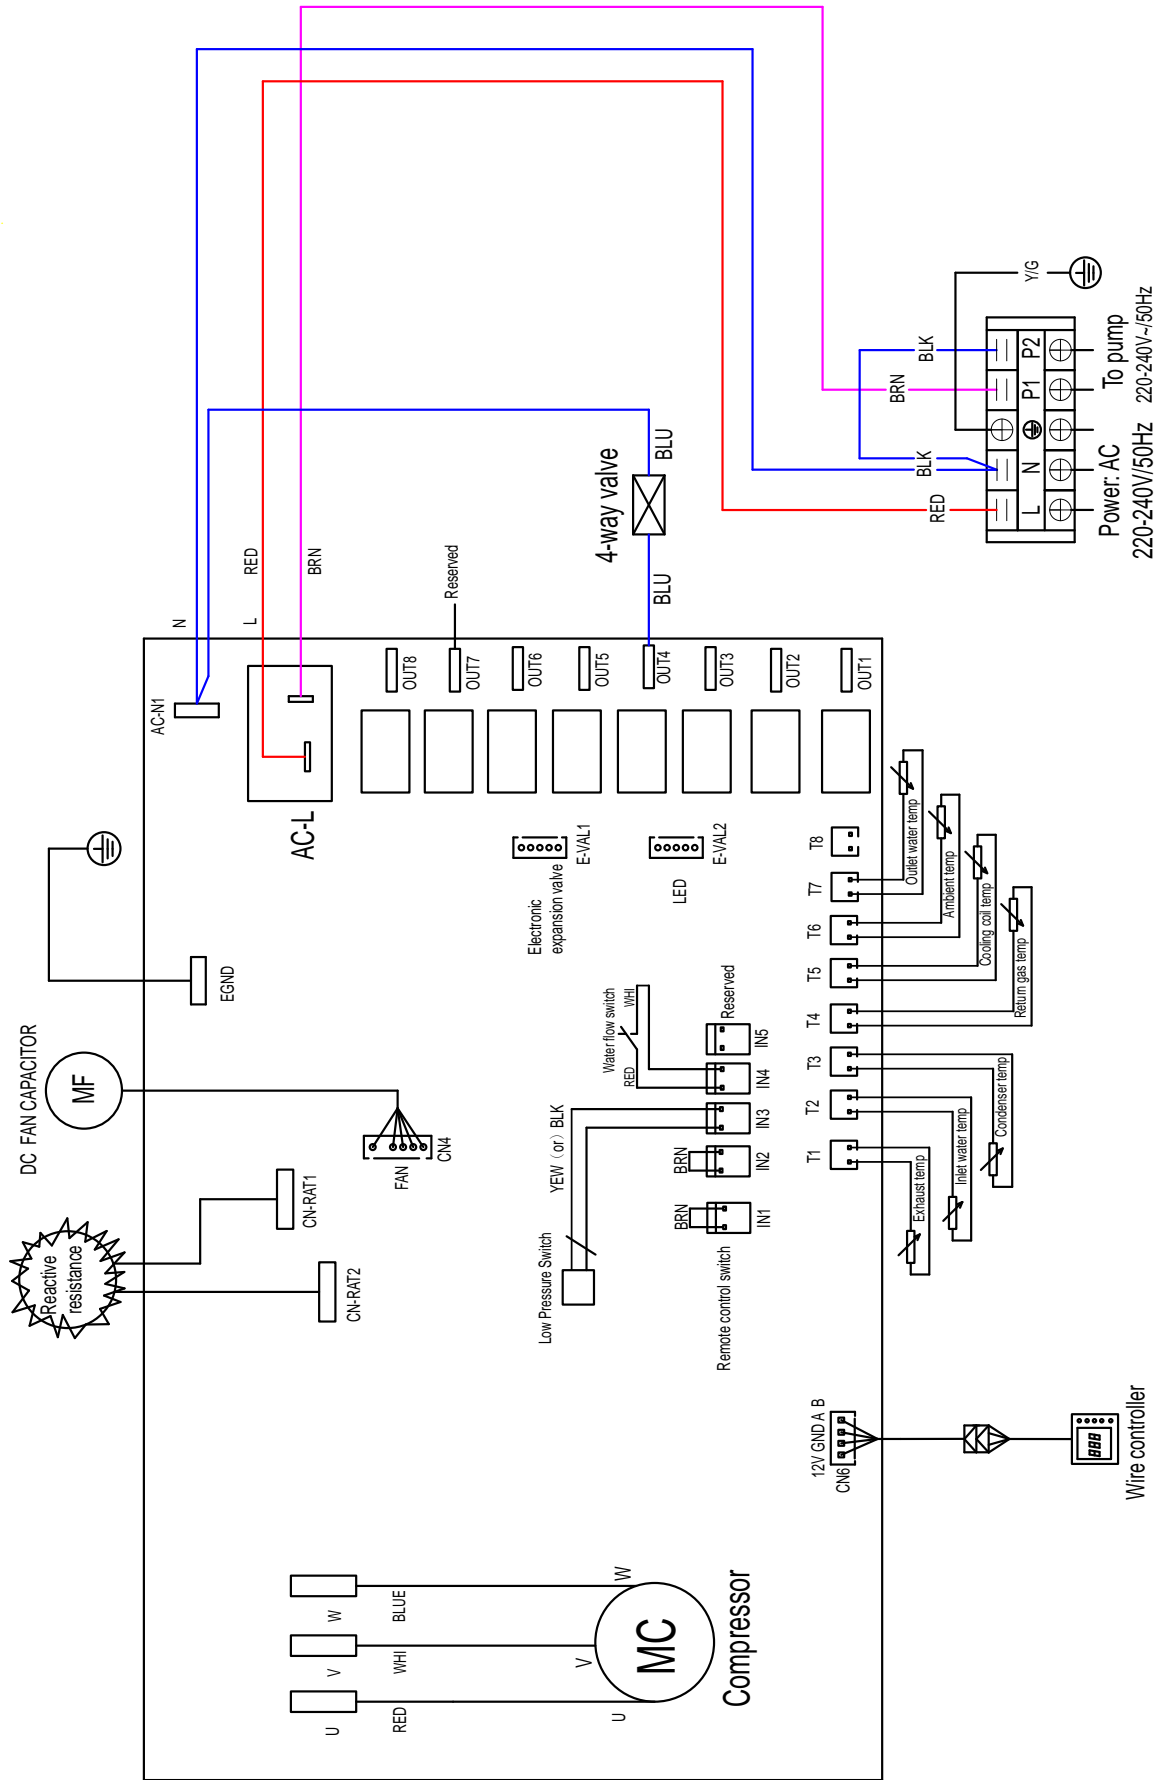 DC FAN CAPACITOR
MF
Reactive
resistance
CN-RAT1
CN-RAT2
FAN
CN4
EGND
AC-N1
N
L
RED
BRN
AC-L
OUT8
OUT7
OUT6
OUT5
OUT4
OUT3
OUT2
OUT1
Reserved
4-way valve
BLU
BLU
Electronic
expansion valve
E-VAL1
LED
E-VAL2
Water flow switch
RED
WHI
YEW（or）BLK
Low Pressure Switch
BRN
BRN
Remote control switch
IN1
IN2
IN3
IN4
IN5
Reserved
T1
T2
T3
T4
T5
T6
T7
T8
Exhaust temp
Inlet water temp
Condenser temp
Return gas temp
Cooling coil temp
Ambient temp
Outlet water temp
12V GND A B
CN6
888
Wire controller
U
V
W
RED
WHI
BLUE
U
V
W
MC
Compressor
RED
BLK
BRN
BLK
Y/G
L
N
P1
P2
Power: AC
220-240V/50Hz
To pump
220-240V~/50Hz